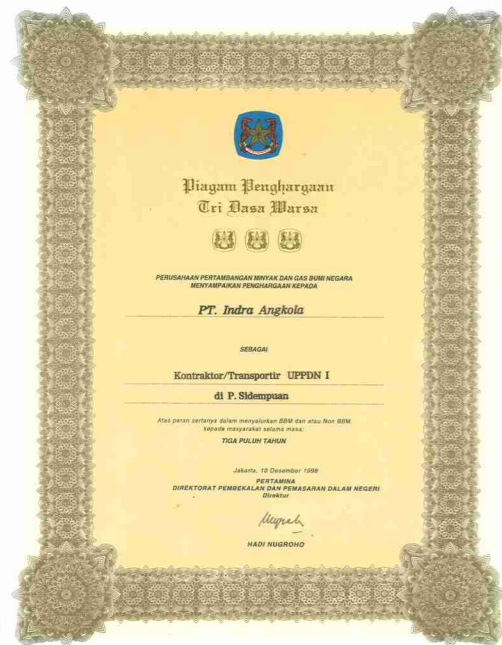 Piagam Penghargaan
Tri Dasa Warsa
PERUSAHAAN PERTAMBANGAN MINYAK DAN GAS BUMI NEGARA
MENYAMPAIKAN PENGHARGAAN KEPADA
PT. Indra Angkola
SEBAGAI
Kontraktor/Transportir UPPDN I
di P. Sidempuan
Atas peran sertanya dalam menyalurkan BBM dan atau Non BBM
kepada masyarakat selama masa:
TIGA PULUH TAHUN
Jakarta, 10 Desember 1998
PERTAMINA
DIREKTORAT PEMBEKALAN DAN PEMASARAN DALAM NEGERI
Direktur
HADI NUGROHO